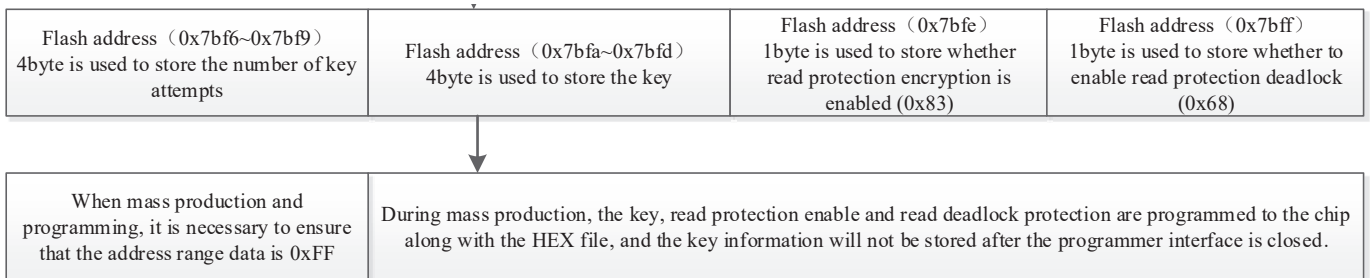 Flash address（0x7bf6~0x7bf9）
4byte is used to store the number of key
attempts
Flash address（0x7bfa~0x7bfd）
4byte is used to store the key
Flash address（0x7bfe）
1byte is used to store whether
read protection encryption is
enabled (0x83)
Flash address（0x7bff）
1byte is used to store whether to
enable read protection deadlock
(0x68)
When mass production and
programming, it is necessary to ensure
that the address range data is 0xFF
During mass production, the key, read protection enable and read deadlock protection are programmed to the chip
along with the HEX file, and the key information will not be stored after the programmer interface is closed.